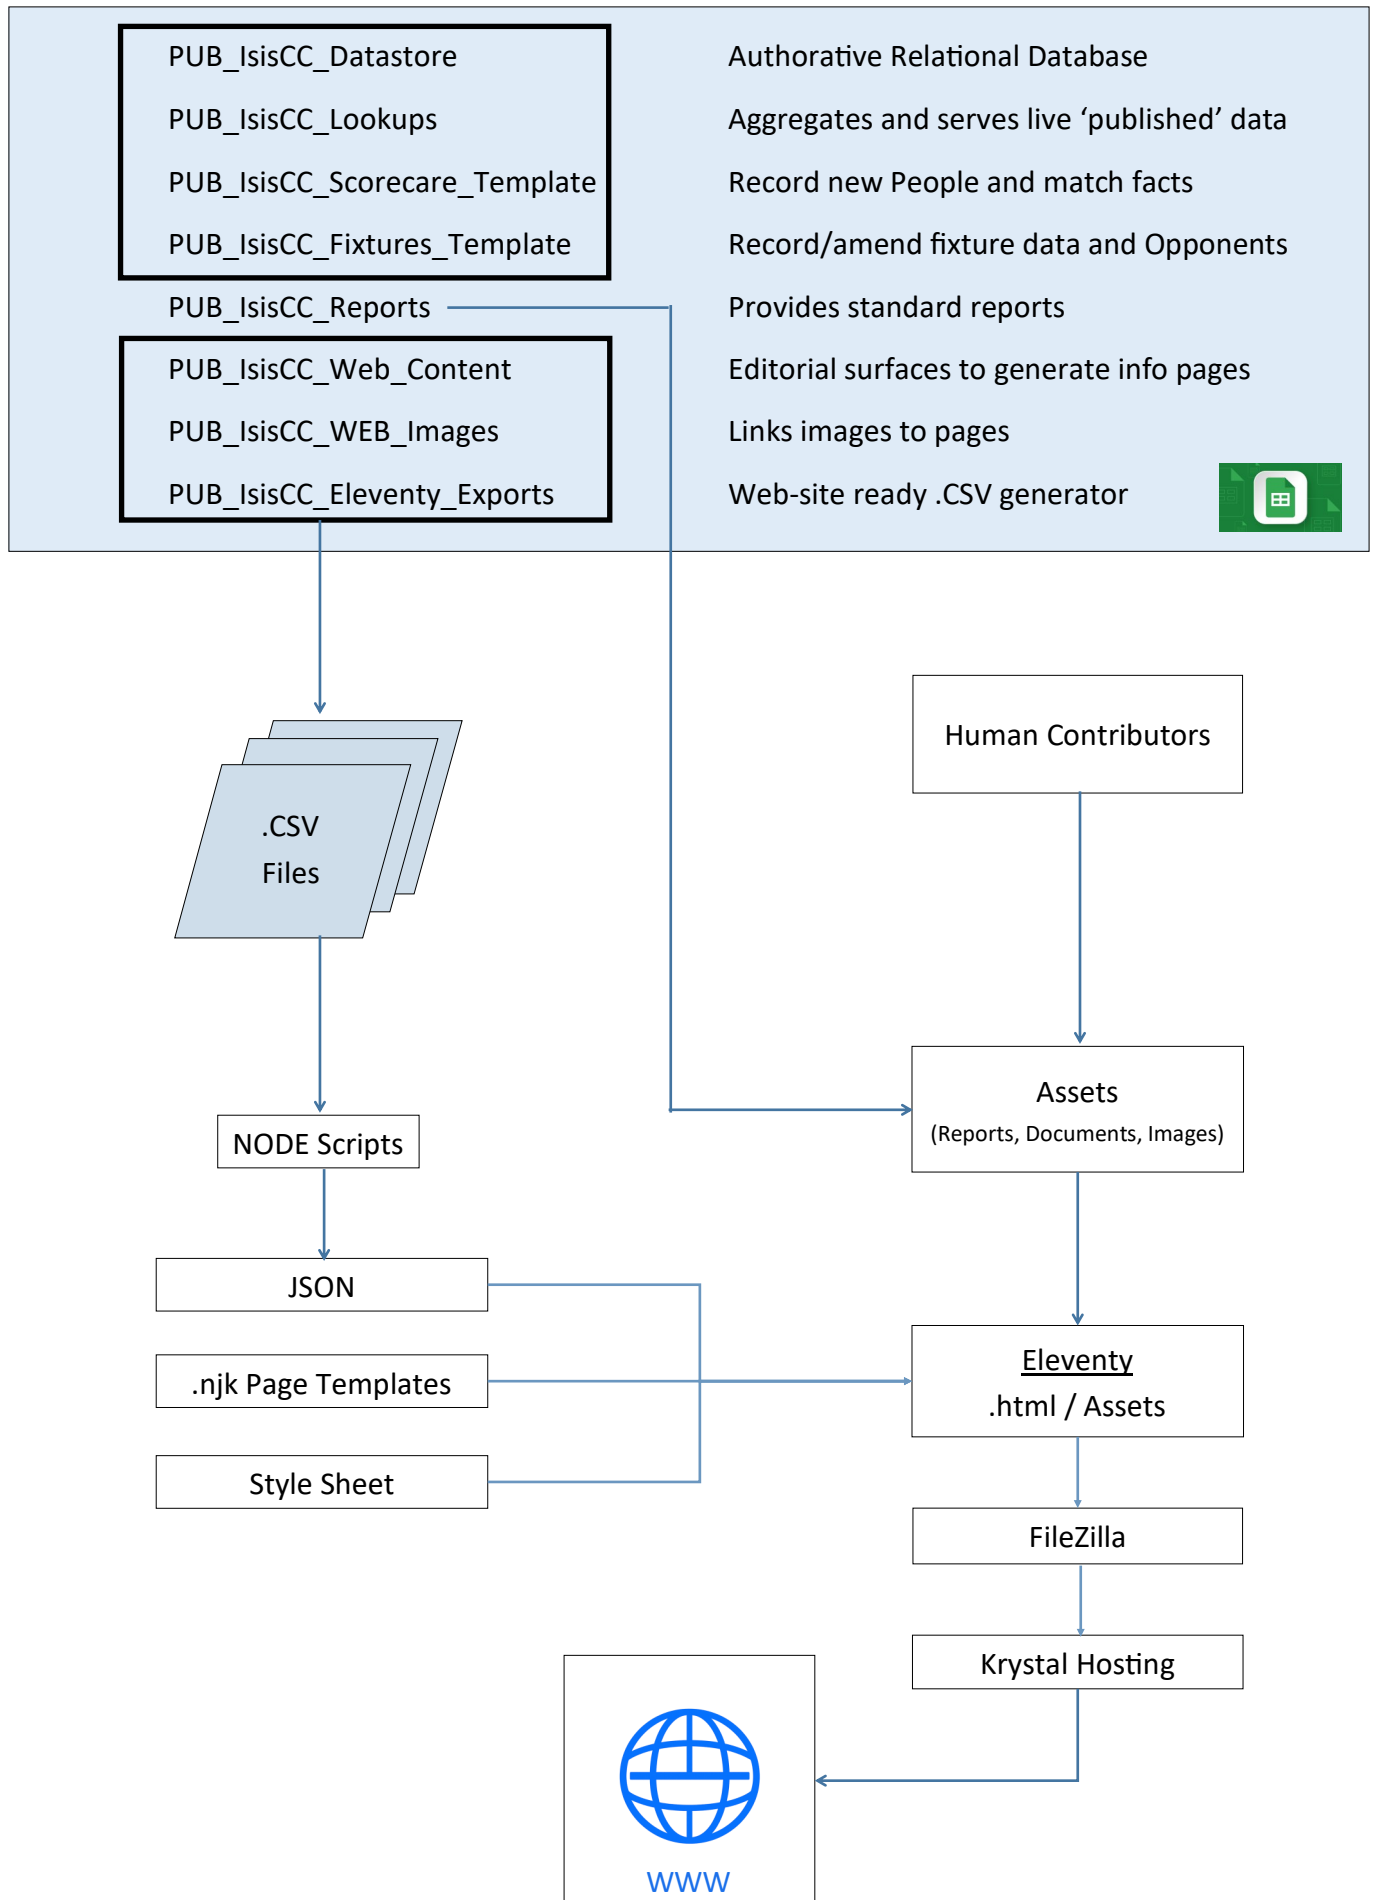 PUB_IsisCC_Datastore Authorative Relational Database
PUB_IsisCC_Lookups Aggregates and serves live ‘published’ data
PUB_IsisCC_Scorecare_Template Record new People and match facts
PUB_IsisCC_Fixtures_Template Record/amend fixture data and Opponents
PUB_IsisCC_Reports Provides standard reports
PUB_IsisCC_Web_Content Editorial surfaces to generate info pages
PUB_IsisCC_WEB_Images Links images to pages
PUB_IsisCC_Eleventy_Exports Web-site ready .CSV generator
Human Contributors
.CSV
Files
Assets
(Reports, Documents, Images)
NODE Scripts
JSON
.njk Page Templates
Style Sheet
Eleventy
.html / Assets
FileZilla
Krystal Hosting
WWW